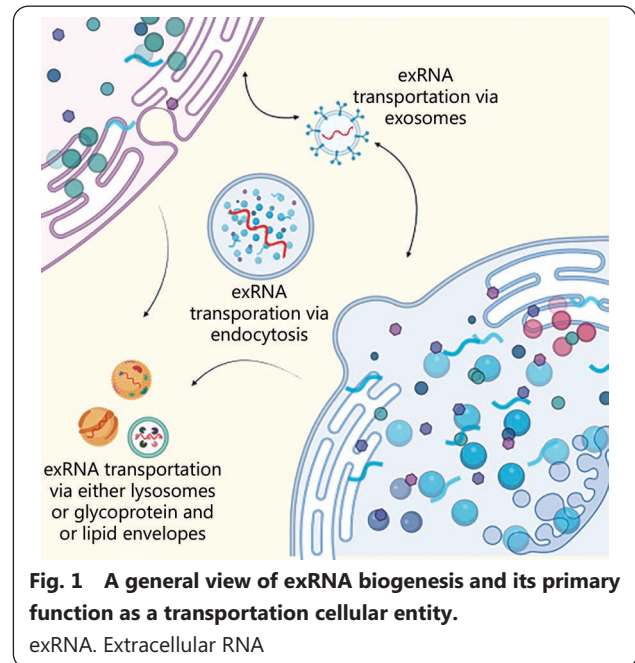 exRNA
transportation via
exosomes
exRNA
transporation via
endocytosis
exRNA transportation
via either lysosomes
or glycoprotein and
or lipid envelopes
Fig. 1 A general view of exRNA biogenesis and its primary
function as a transportation cellular entity.
exRNA. Extracellular RNA